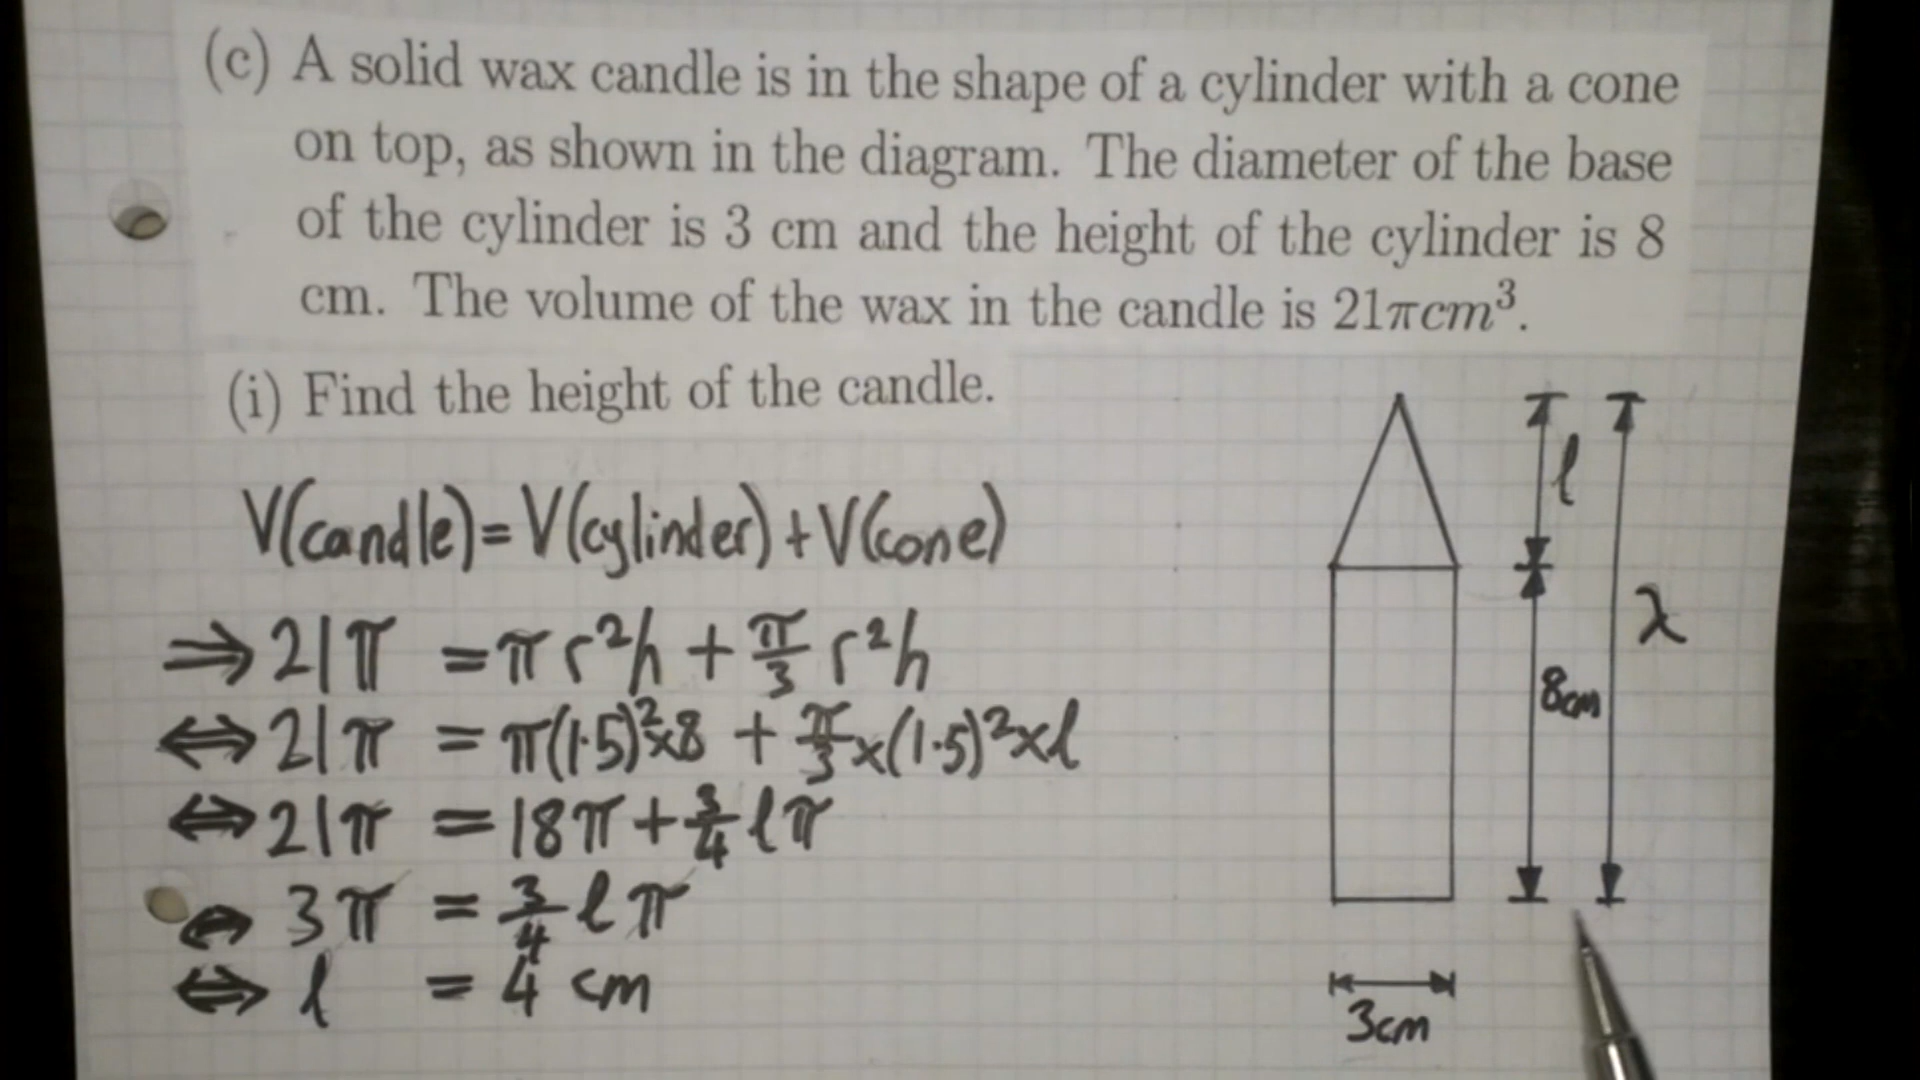 (c) A solid wax candle is in the shape of a cylinder with a cone
on top, as shown in the diagram. The diameter of the base
of the cylinder is 3 cm and the height of the cylinder is 8
cm. The volume of the wax in the candle is 21πcm³.
(i) Find the height of the candle.
V(candle)=V(cylinder)+V(cone)
⇒ 21π = πr²h + π/3 r²h
⇔ 21π = π(1·5)²×8 + π/3×(1·5)²×l
⇔ 21π = 18π + 3/4 lπ
⇔ 3π = 3/4 lπ
⇔ l = 4 cm
l
λ
8cm
3cm